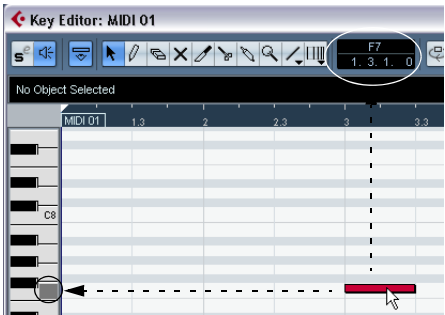 Key Editor: MIDI 01
F7
1. 3. 1. 0
No Object Selected
MIDI 01 1.3 2 2.3 3 3.3
C8